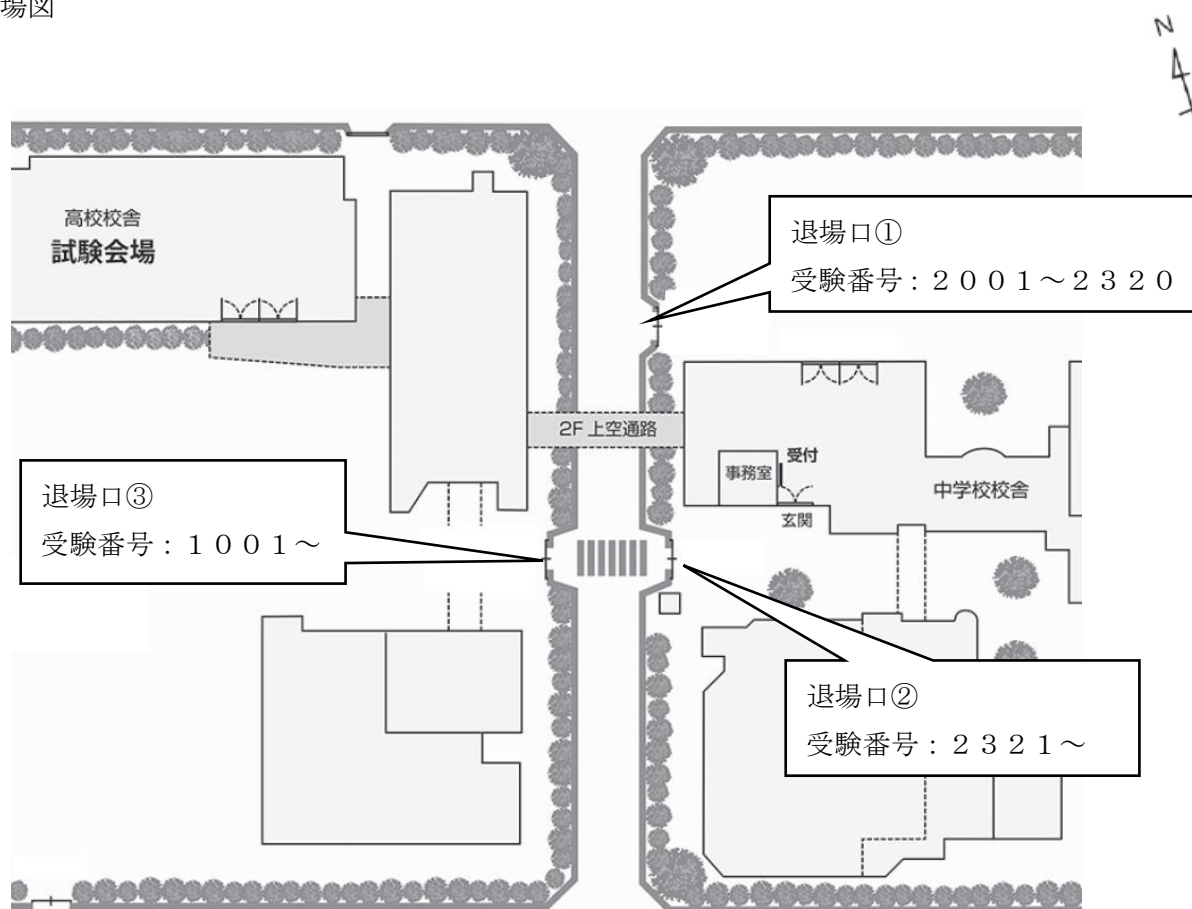 場図
N
高校校舎
試験会場
退場口①
受験番号：２００１～２３２０
2F 上空通路
受付
事務室
玄関
中学校校舎
退場口③
受験番号：１００１～
退場口②
受験番号：２３２１～